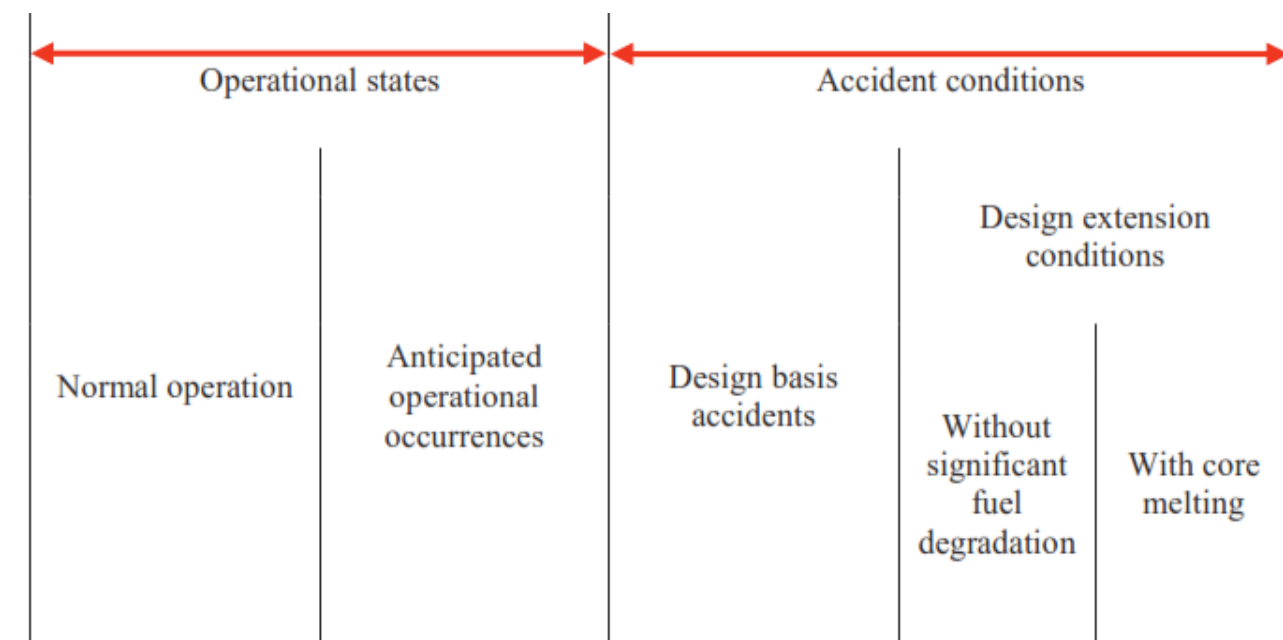 Operational states
Accident conditions
Design extension
conditions
Normal operation
Anticipated
operational
occurrences
Design basis
accidents
Without
significant
fuel
degradation
With core
melting